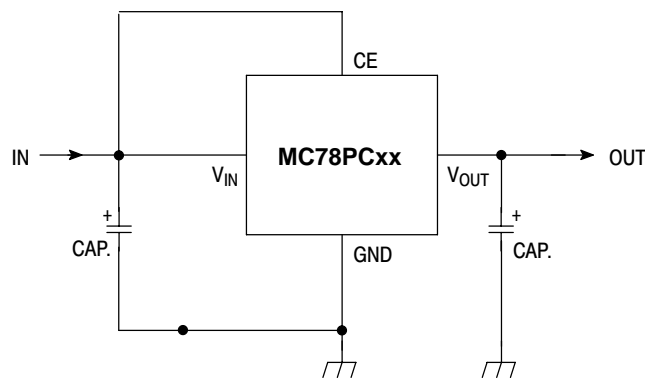 CE
IN
MC78PCxx
VIN
VOUT
OUT
+
CAP.
GND
+
CAP.